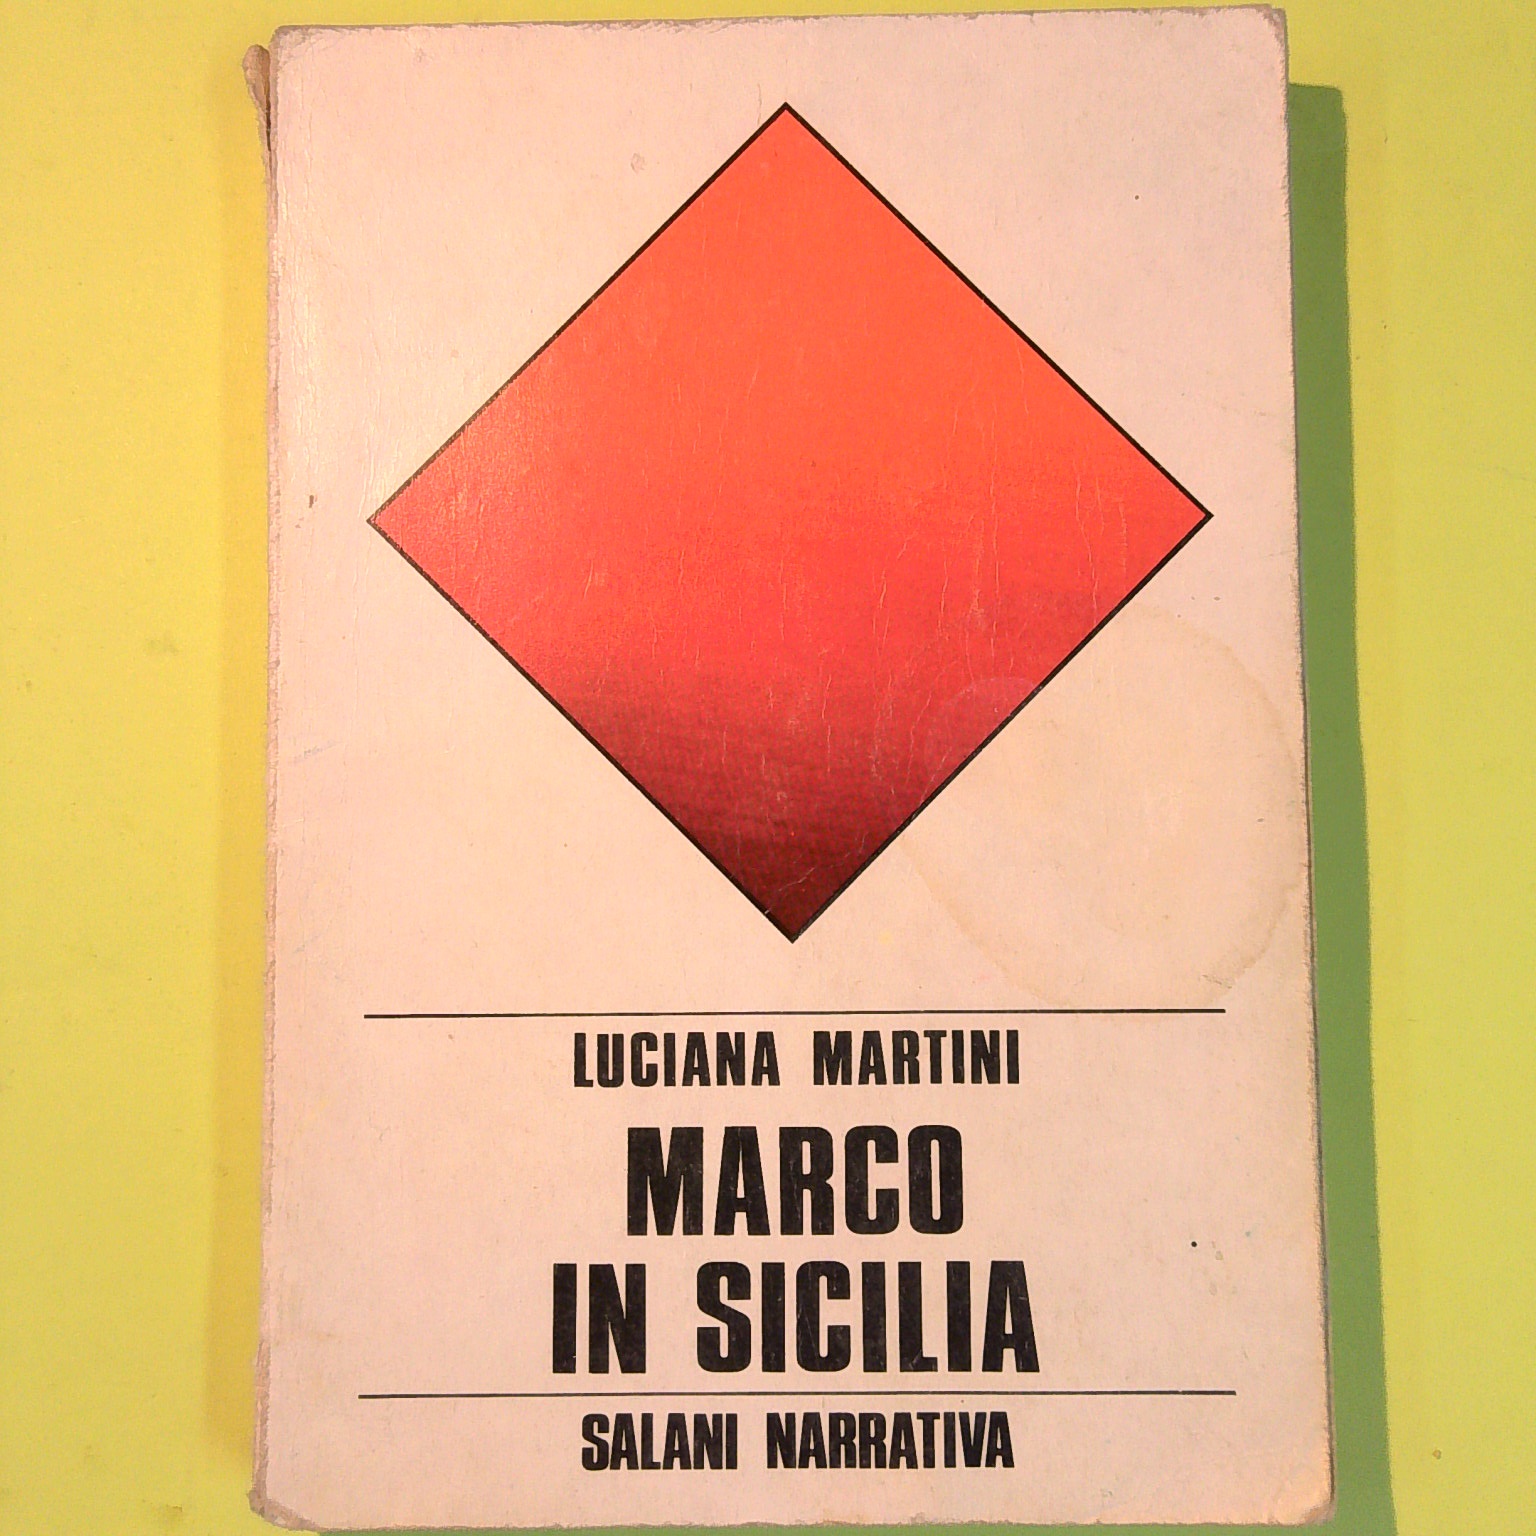 LUCIANA MARTINI
MARCO
IN SICILIA
SALANI NARRATIVA